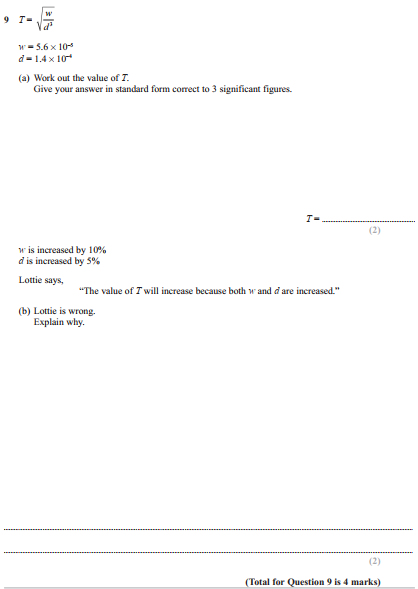 9 T = √(w/d³)
w = 5.6 × 10⁻⁵
d = 1.4 × 10⁻⁴
(a) Work out the value of T.
Give your answer in standard form correct to 3 significant figures.
T =
(2)
w is increased by 10%
d is increased by 5%
Lottie says,
“The value of T will increase because both w and d are increased.”
(b) Lottie is wrong.
Explain why.
(2)
(Total for Question 9 is 4 marks)